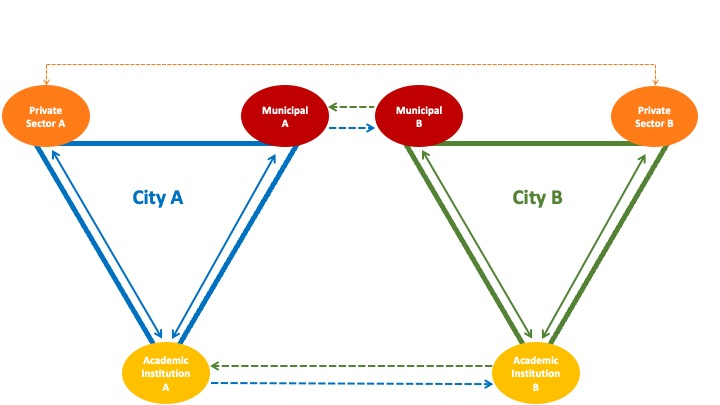 Private
Sector A
Municipal
A
Municipal
B
Private
Sector B
City A
City B
Academic
Institution
A
Academic
Institution
B